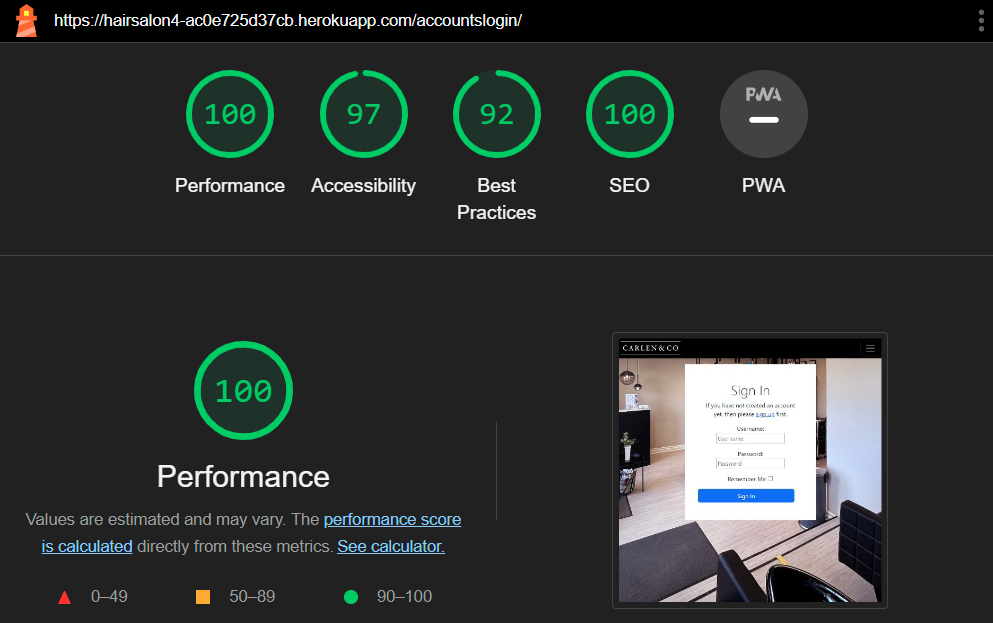 https://hairsalon4-ac0e725d37cb.herokuapp.com/accountslogin/
100
97
92
100
PWA
Performance
Accessibility
Best
Practices
SEO
PWA
100
Performance
Values are estimated and may vary. The performance score
is calculated directly from these metrics. See calculator.
0–49
50–89
90–100
CARLEN & CO
Sign In
If you have not created an account
yet, then please sign up first.
Username:
Username
Password:
Password
Remember Me:
Sign In